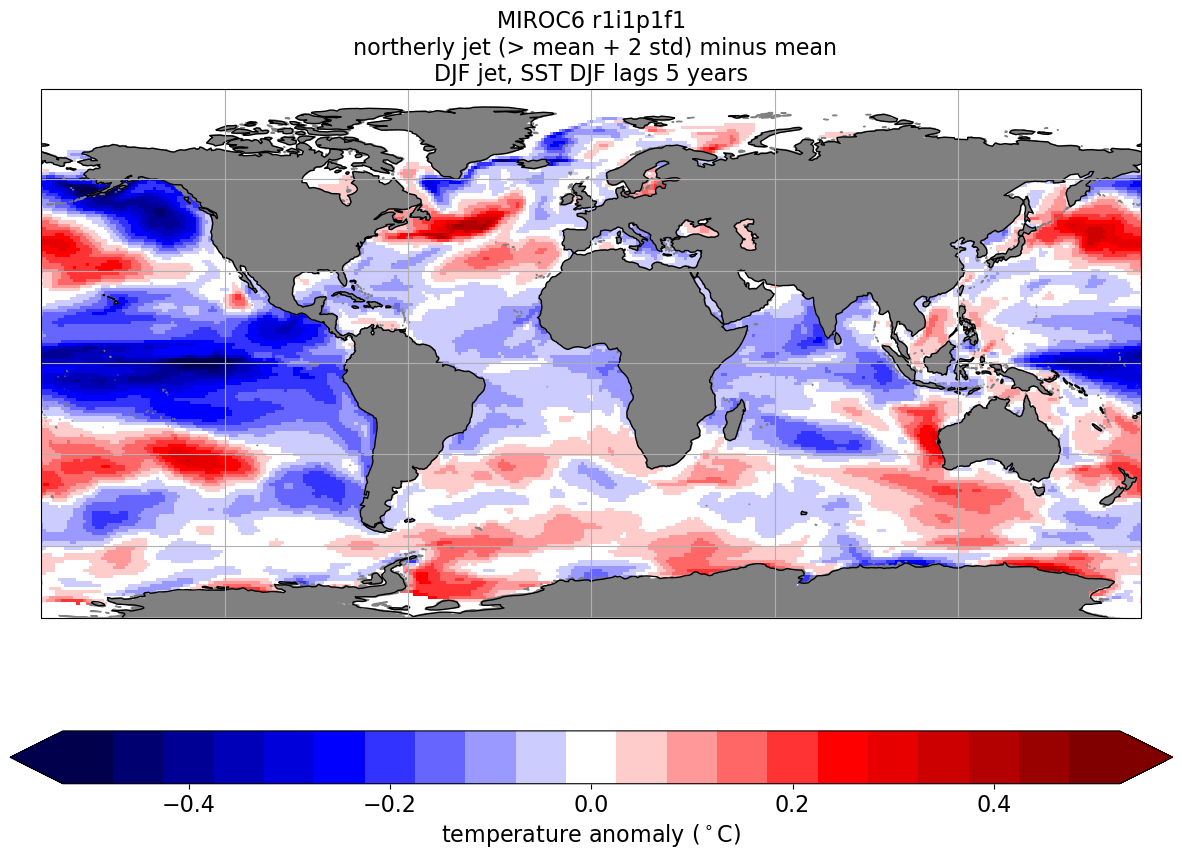 MIROC6 r1i1p1f1
northerly jet (> mean + 2 std) minus mean
DJF jet, SST DJF lags 5 years
−0.4 −0.2 0.0 0.2 0.4
temperature anomaly (°C)